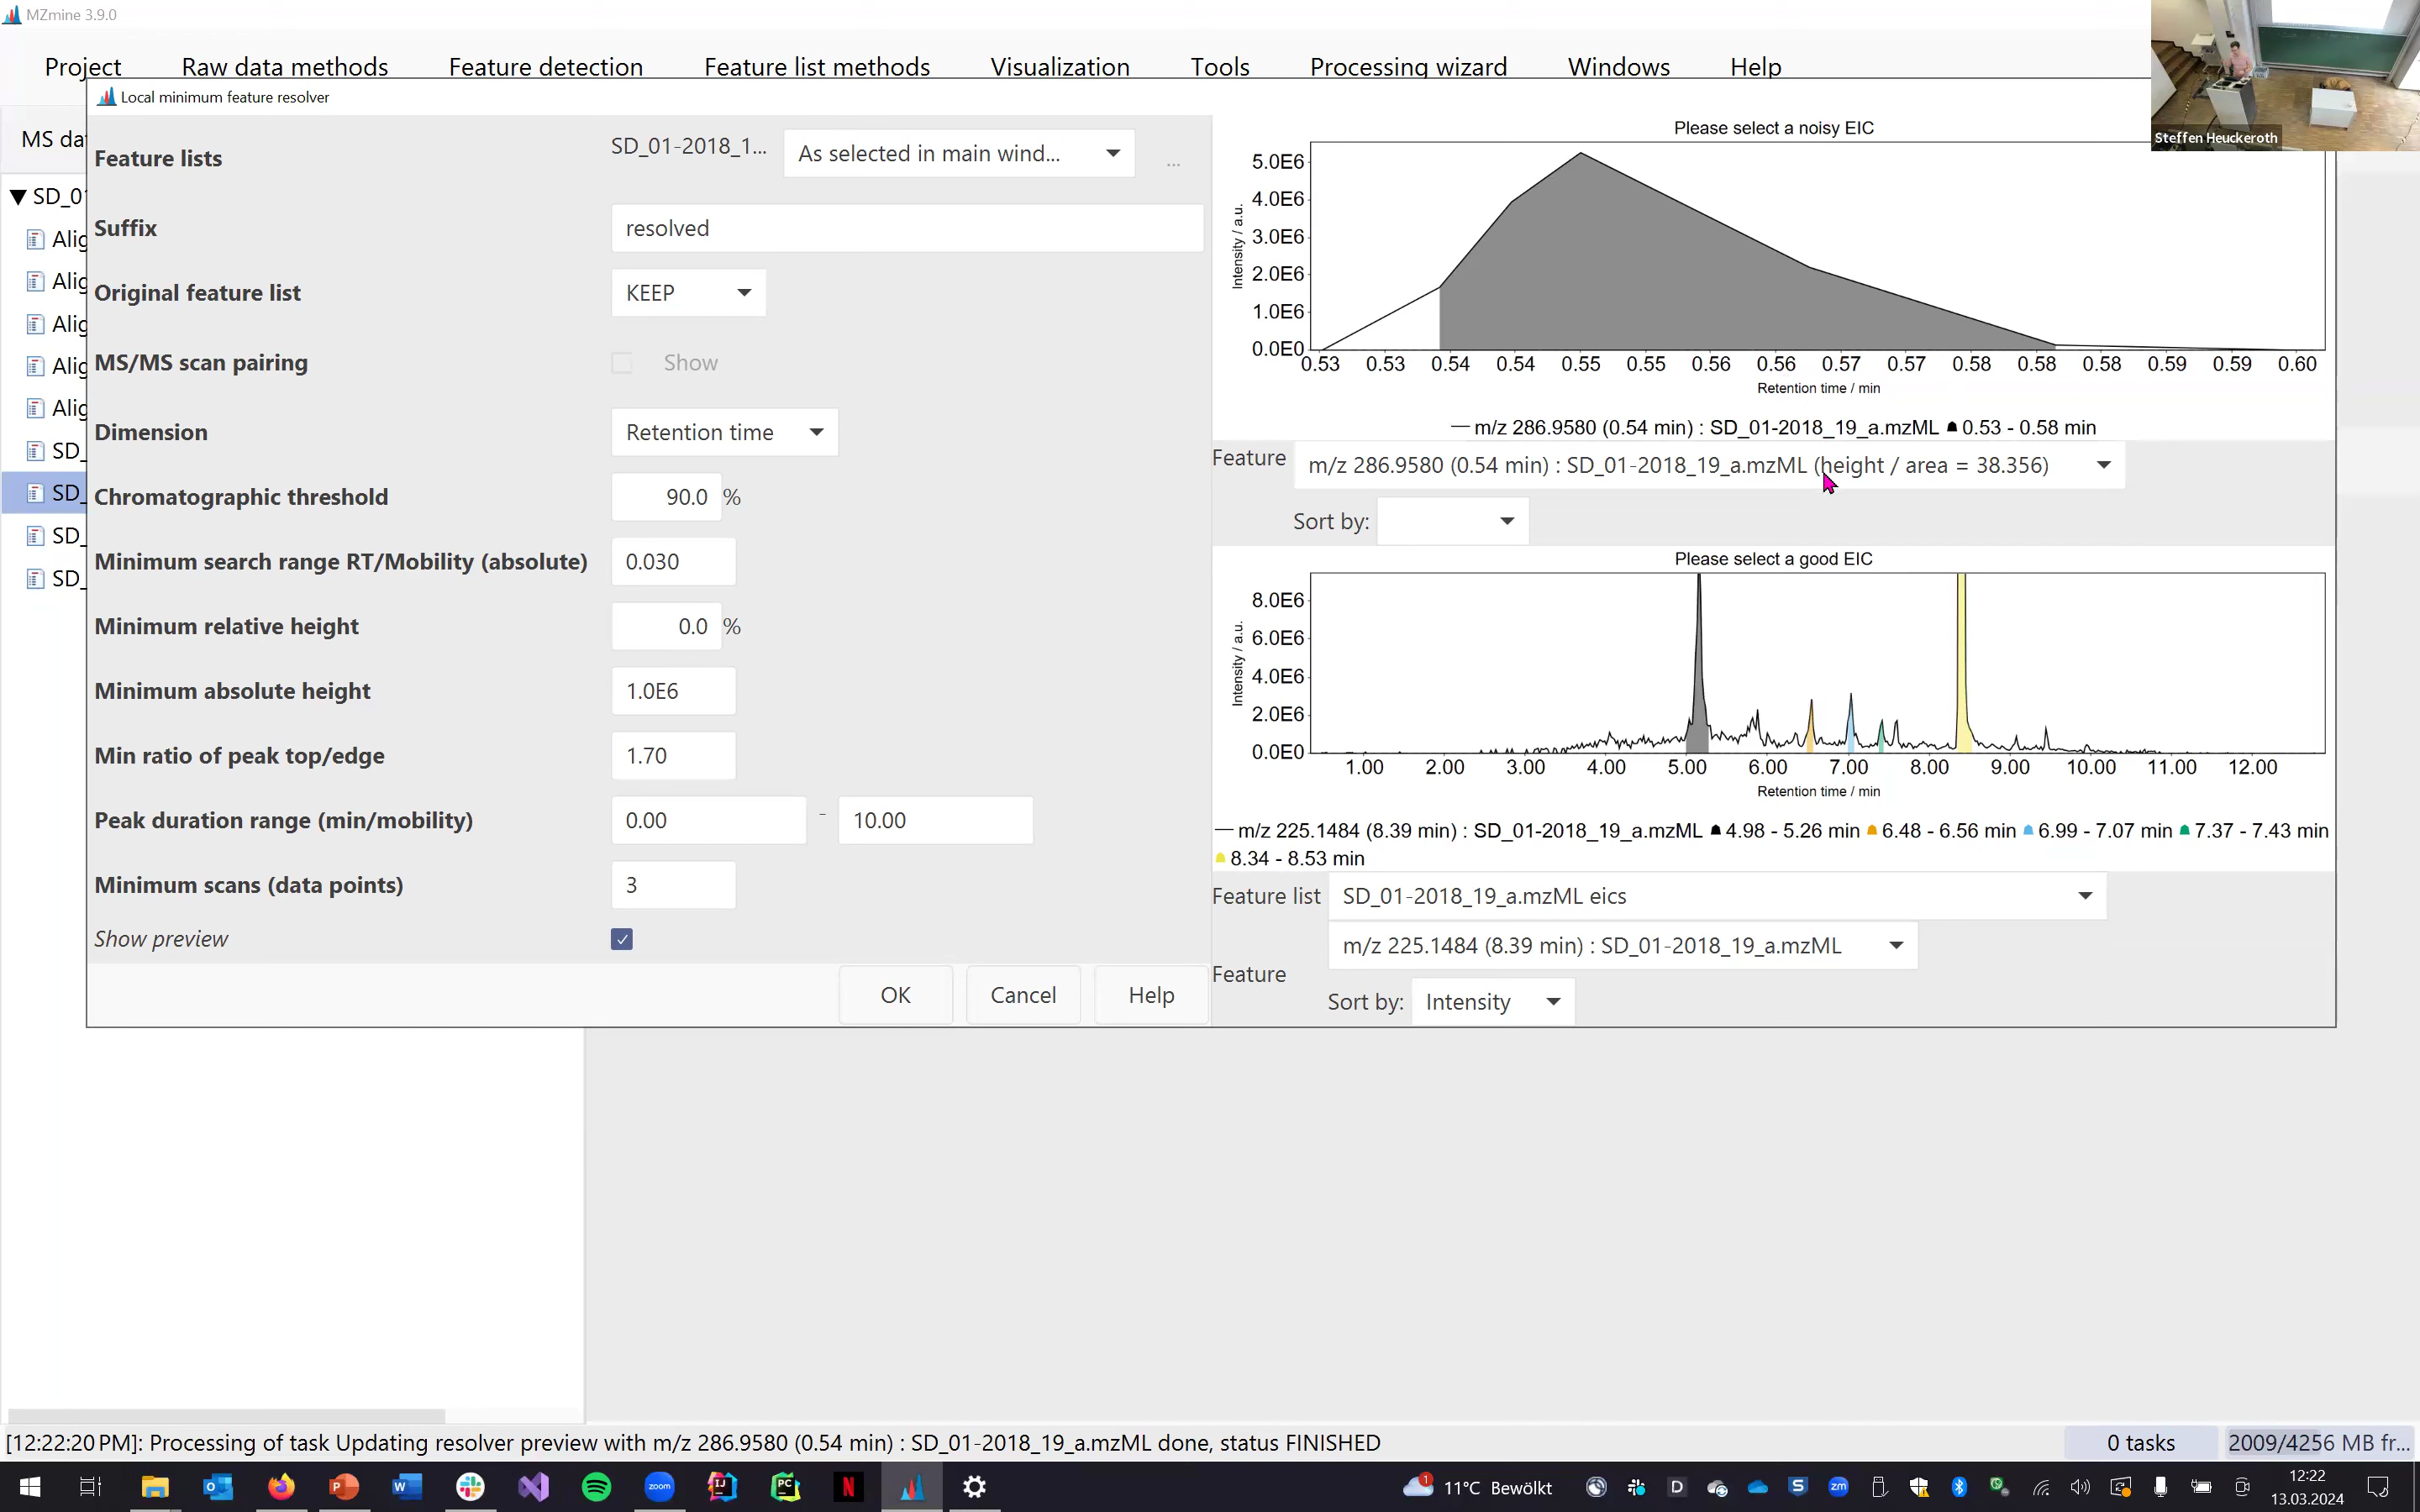 MZmine 3.9.0
Project Raw data methods Feature detection Feature list methods Visualization Tools Processing wizard Windows Help
Steffen Heuckeroth
Local minimum feature resolver
MS da
SD_0
Alig
Alig
Alig
Alig
Alig
SD_
SD_
SD_
SD_
Feature lists SD_01-2018_1... As selected in main wind... ...
Suffix resolved
Original feature list KEEP
MS/MS scan pairing Show
Dimension Retention time
Chromatographic threshold 90.0 %
Minimum search range RT/Mobility (absolute) 0.030
Minimum relative height 0.0 %
Minimum absolute height 1.0E6
Min ratio of peak top/edge 1.70
Peak duration range (min/mobility) 0.00 - 10.00
Minimum scans (data points) 3
Show preview
OK Cancel Help
Please select a noisy EIC
Intensity / a.u.
5.0E6
4.0E6
3.0E6
2.0E6
1.0E6
0.0E0
0.53 0.53 0.54 0.54 0.55 0.55 0.56 0.56 0.57 0.57 0.58 0.58 0.58 0.59 0.59 0.60
Retention time / min
m/z 286.9580 (0.54 min) : SD_01-2018_19_a.mzML 0.53 - 0.58 min
Feature m/z 286.9580 (0.54 min) : SD_01-2018_19_a.mzML (height / area = 38.356)
Sort by:
Please select a good EIC
Intensity / a.u.
8.0E6
6.0E6
4.0E6
2.0E6
0.0E0
1.00 2.00 3.00 4.00 5.00 6.00 7.00 8.00 9.00 10.00 11.00 12.00
Retention time / min
m/z 225.1484 (8.39 min) : SD_01-2018_19_a.mzML 4.98 - 5.26 min 6.48 - 6.56 min 6.99 - 7.07 min 7.37 - 7.43 min
8.34 - 8.53 min
Feature list SD_01-2018_19_a.mzML eics
m/z 225.1484 (8.39 min) : SD_01-2018_19_a.mzML
Feature
Sort by: Intensity
[12:22:20 PM]: Processing of task Updating resolver preview with m/z 286.9580 (0.54 min) : SD_01-2018_19_a.mzML done, status FINISHED
0 tasks 2009/4256 MB fr...
zoom
11°C Bewölkt
12:22
13.03.2024